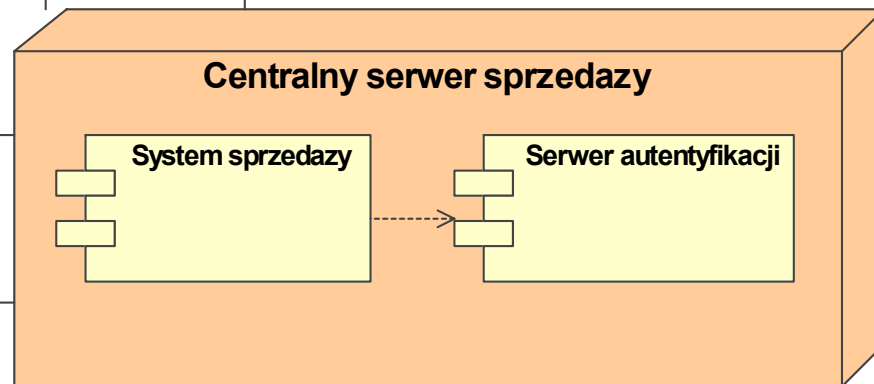 Centralny serwer sprzedazy
System sprzedazy
Serwer autentyfikacji